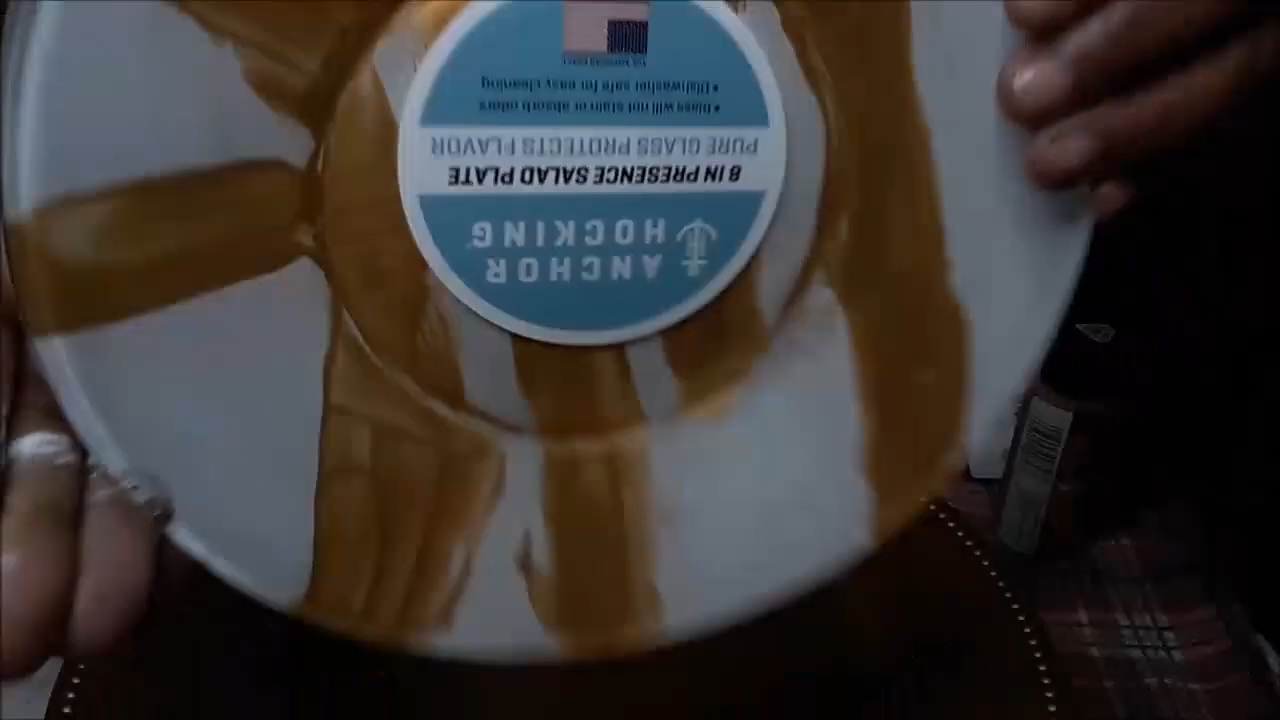 ANCHOR
HOCKING
8 IN PRESENCE SALAD PLATE
PURE GLASS PROTECTS FLAVOR
• Glass will not stain or absorb odors
• Dishwasher safe for easy cleaning